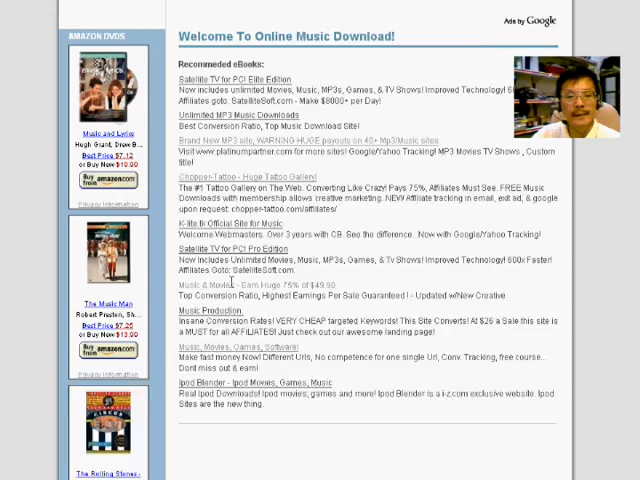 Ads by Google
AMAZON DVDS
Music and Lyrics
Hugh Grant, Drew B...
Best Price $7.12
or Buy New $10.00
Buy from amazon.com
Privacy Information
The Music Man
Robert Preston, Sh...
Best Price $7.25
or Buy New $13.00
Buy from amazon.com
Privacy Information
CIRCUS
The Rolling Stones -
Welcome To Online Music Download!
Recommeded eBooks:
Satellite TV for PC! Elite Edition
Now includes unlimited Movies, Music, MP3s, Games, & TV Shows! Improved Technology!
Affiliates goto: SatelliteSoft.com - Make $8000+ per Day!
Unlimited MP3 Music Downloads
Best Conversion Ratio, Top Music Download Site!
Brand New MP3 site, WARNING HUGE payouts on 40+ Mp3/Music sites
Visit www.platinumpartner.com for more sites! Google/Yahoo Tracking! MP3 Movies TV Shows , Custom
title!
Chopper-Tattoo - Huge Tattoo Gallery!
The #1 Tattoo Gallery on The Web. Converting Like Crazy! Pays 75%, Affiliates Must See. FREE Music
Downloads with membership allows creative marketing. NEW Affiliate tracking in email, exit ad, & google
upon request: chopper-tattoo.com/affiliates/
K-lite.tk Official Site for Music
Welcome Webmasters. Over 3 years with CB. See the difference...Now with Google/Yahoo Tracking!
Satellite TV for PC! Pro Edition
Now Includes Unlimited Movies, Music, MP3s, Games, & Tv Shows! Improved Technology! 600x Faster!
Affiliates Goto: SatelliteSoft.com.
Music & Movies - Earn Huge 75% of $49.90
Top Conversion Ratio, Highest Earnings Per Sale Guaranteed! - Updated w/New Creative
Music Production.
Insane Conversion Rates! VERY CHEAP targeted Keywords! This Site Converts! At $26 a Sale this site is
a MUST for all AFFILIATES! Just check out our awesome landing page!
Music, Movies, Games, Software!
Make fast money Now! Different Urls, No competence for one single Url, Conv. Tracking, free course..
Dont miss out & earn!
Ipod Blender - Ipod Movies, Games, Music
Real Ipod Downloads! Ipod movies; games and more! Ipod Blender is a i-z.com exclusive website. Ipod
Sites are the new thing.